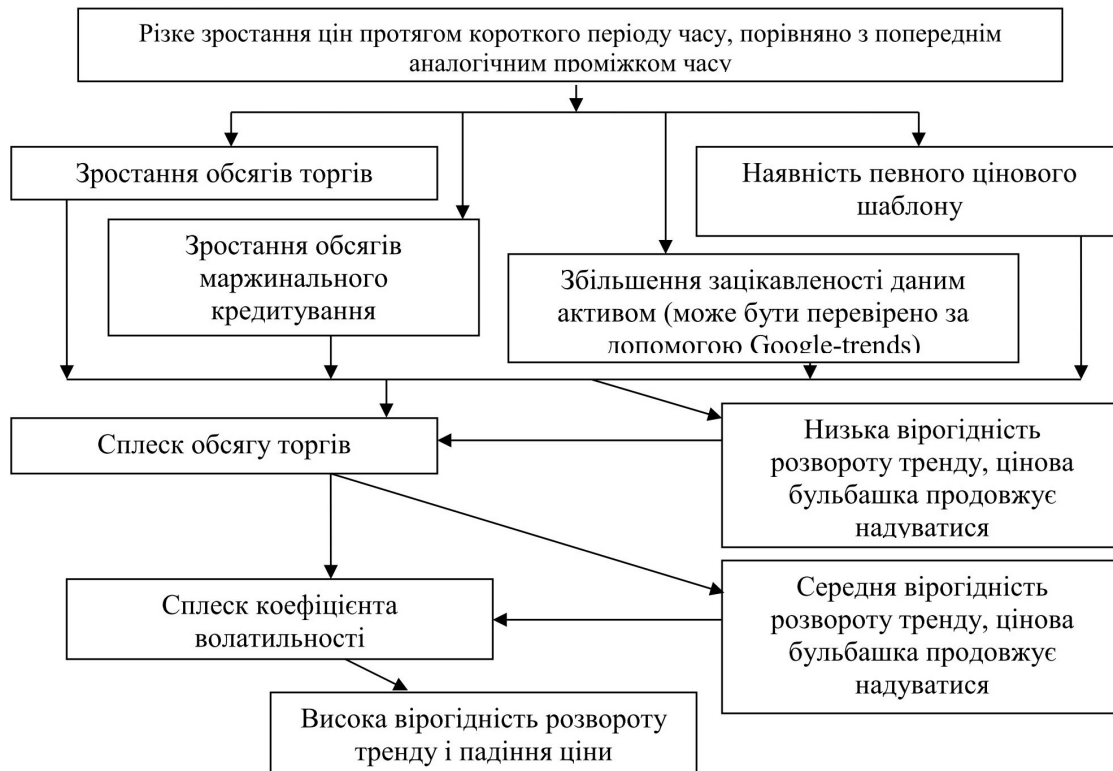 Різке зростання цін протягом короткого періоду часу, порівняно з попереднім
аналогічним проміжком часу
Зростання обсягів торгів
Наявність певного цінового
шаблону
Зростання обсягів
маржинального
кредитування
Збільшення зацікавленості даним
активом (може бути перевірено за
допомогою Google-trends)
Сплеск обсягу торгів
Низька вірогідність
розвороту тренду, цінова
бульбашка продовжує
надуватися
Сплеск коефіцієнта
волатильності
Середня вірогідність
розвороту тренду, цінова
бульбашка продовжує
надуватися
Висока вірогідність розвороту
тренду і падіння ціни